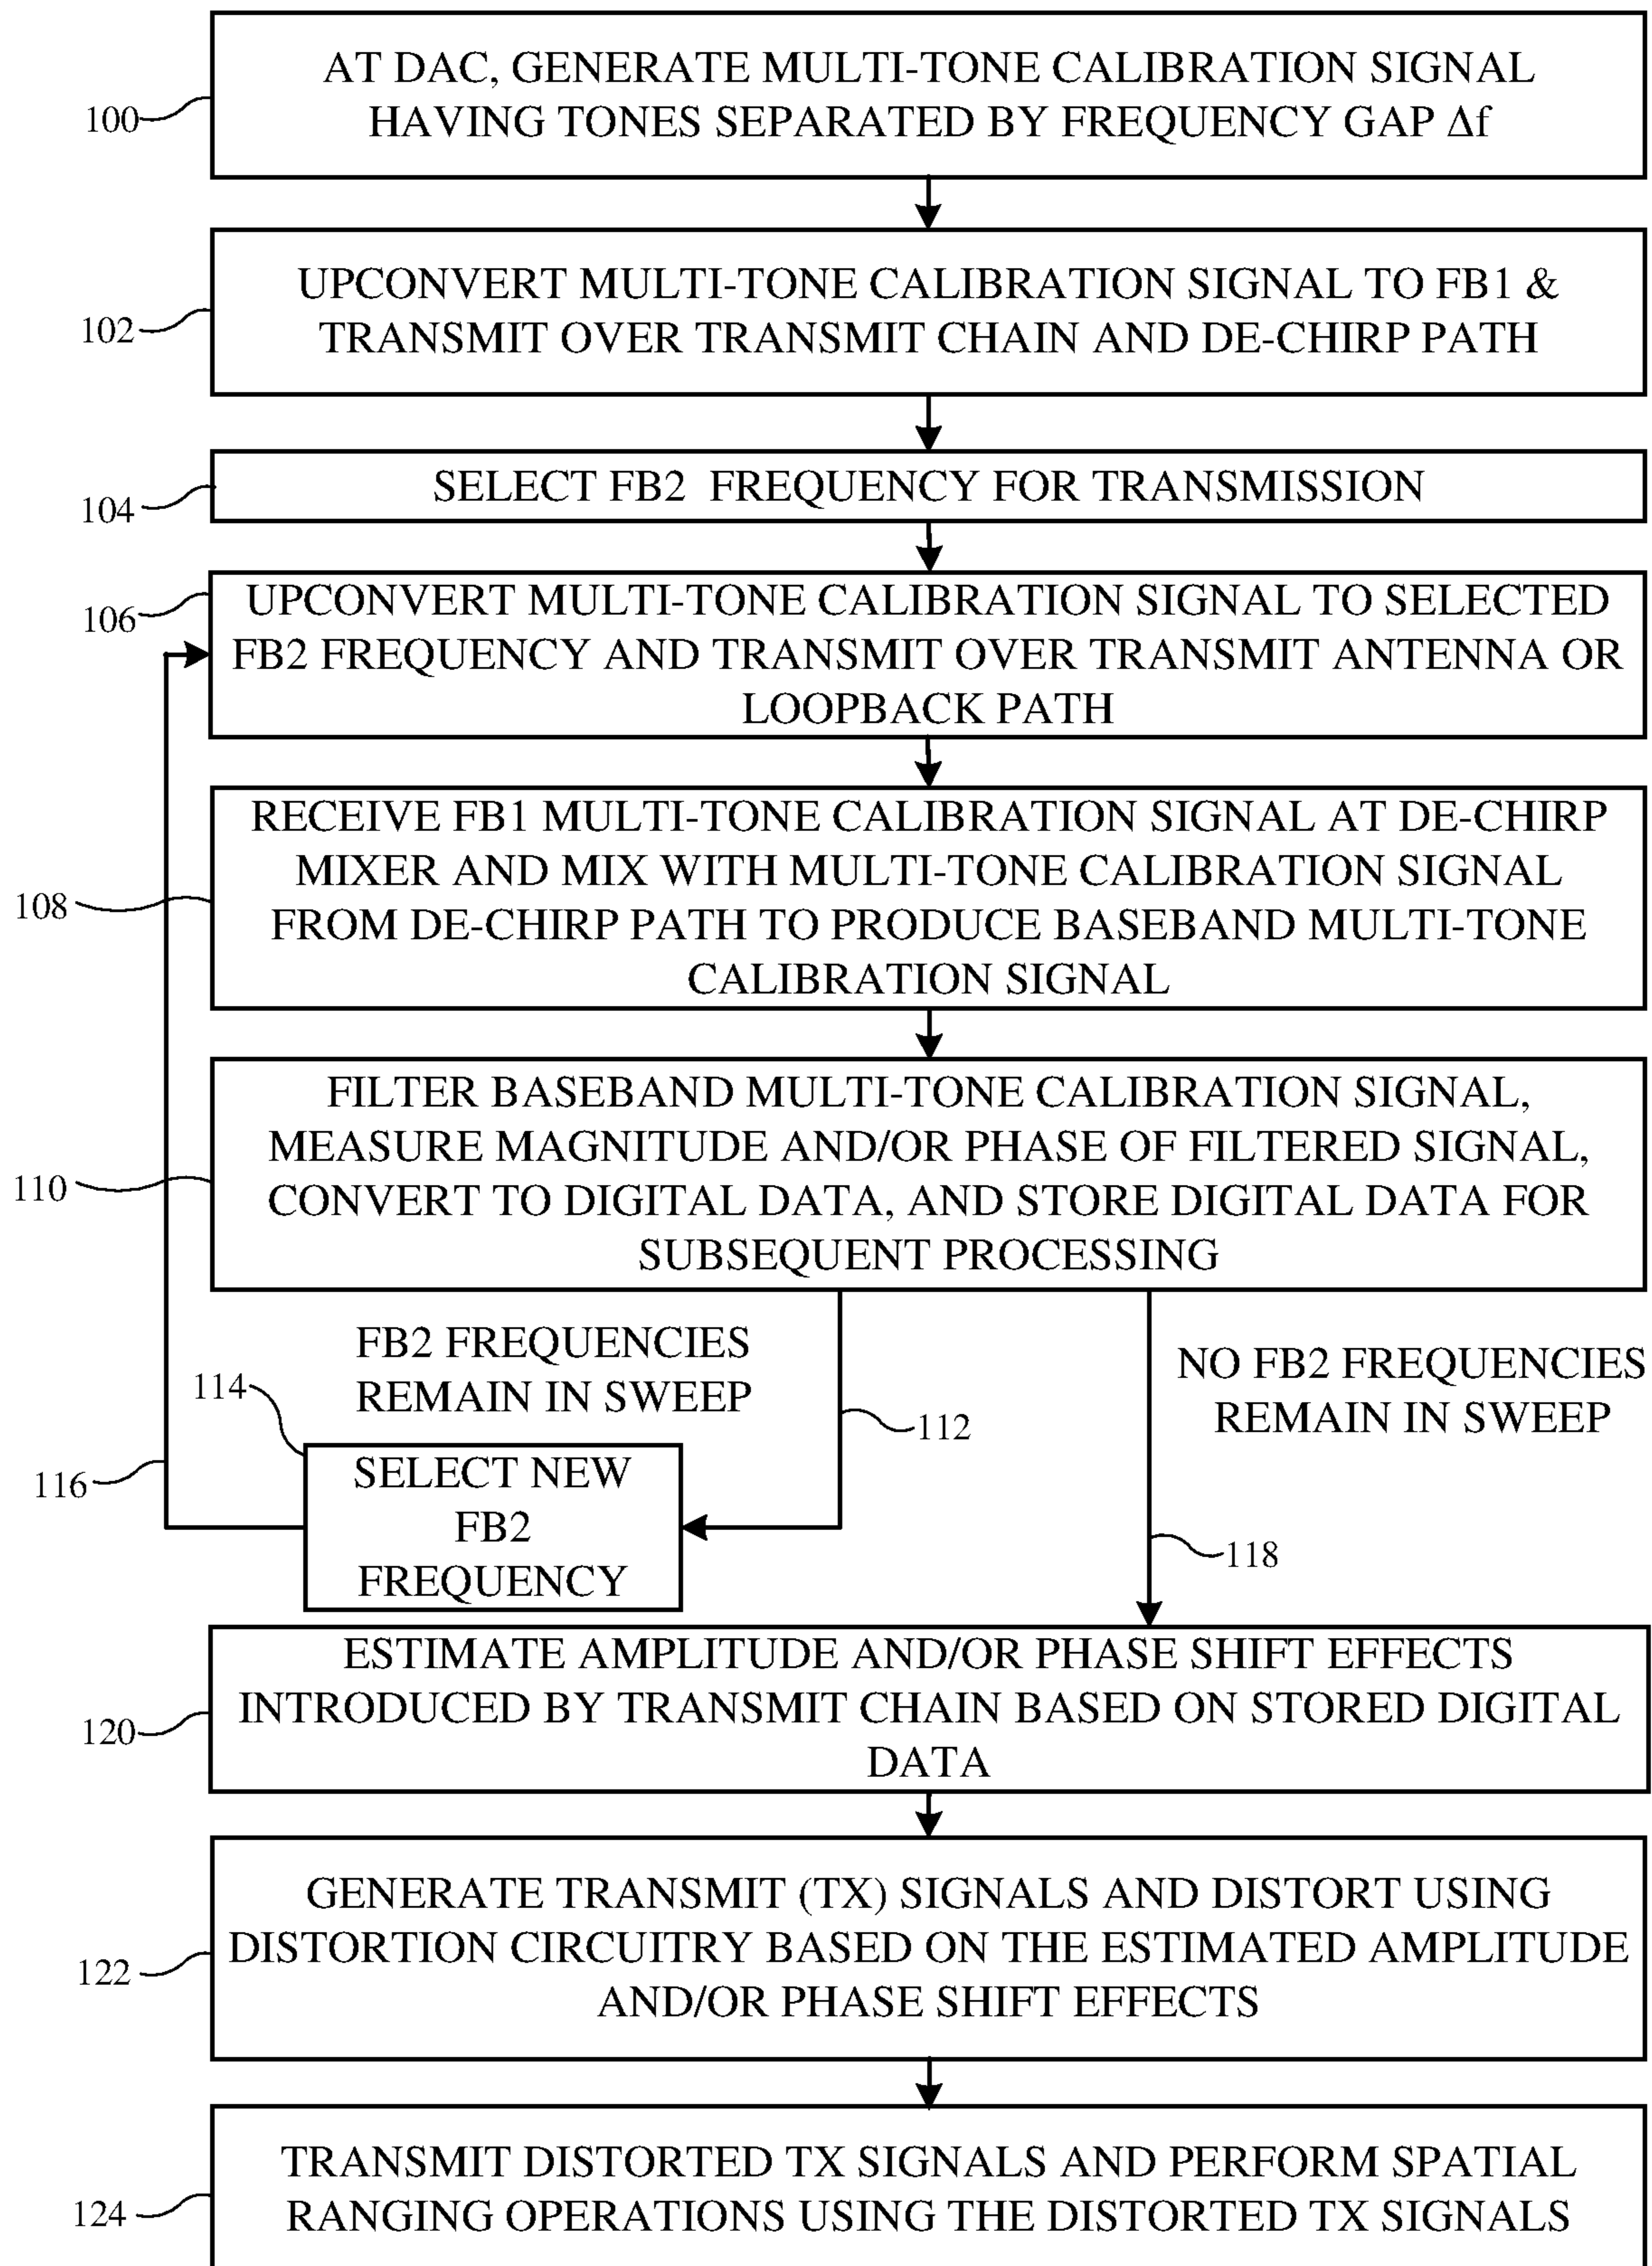 AT DAC, GENERATE MULTI-TONE CALIBRATION SIGNAL
HAVING TONES SEPARATED BY FREQUENCY GAP Δf
100
UPCONVERT MULTI-TONE CALIBRATION SIGNAL TO FB1 &
TRANSMIT OVER TRANSMIT CHAIN AND DE-CHIRP PATH
102
SELECT FB2 FREQUENCY FOR TRANSMISSION
104
UPCONVERT MULTI-TONE CALIBRATION SIGNAL TO SELECTED
FB2 FREQUENCY AND TRANSMIT OVER TRANSMIT ANTENNA OR
LOOPBACK PATH
106
RECEIVE FB1 MULTI-TONE CALIBRATION SIGNAL AT DE-CHIRP
MIXER AND MIX WITH MULTI-TONE CALIBRATION SIGNAL
FROM DE-CHIRP PATH TO PRODUCE BASEBAND MULTI-TONE
CALIBRATION SIGNAL
108
FILTER BASEBAND MULTI-TONE CALIBRATION SIGNAL,
MEASURE MAGNITUDE AND/OR PHASE OF FILTERED SIGNAL,
CONVERT TO DIGITAL DATA, AND STORE DIGITAL DATA FOR
SUBSEQUENT PROCESSING
110
FB2 FREQUENCIES
REMAIN IN SWEEP
112
NO FB2 FREQUENCIES
REMAIN IN SWEEP
118
114
SELECT NEW
FB2
FREQUENCY
116
ESTIMATE AMPLITUDE AND/OR PHASE SHIFT EFFECTS
INTRODUCED BY TRANSMIT CHAIN BASED ON STORED DIGITAL
DATA
120
GENERATE TRANSMIT (TX) SIGNALS AND DISTORT USING
DISTORTION CIRCUITRY BASED ON THE ESTIMATED AMPLITUDE
AND/OR PHASE SHIFT EFFECTS
122
TRANSMIT DISTORTED TX SIGNALS AND PERFORM SPATIAL
RANGING OPERATIONS USING THE DISTORTED TX SIGNALS
124